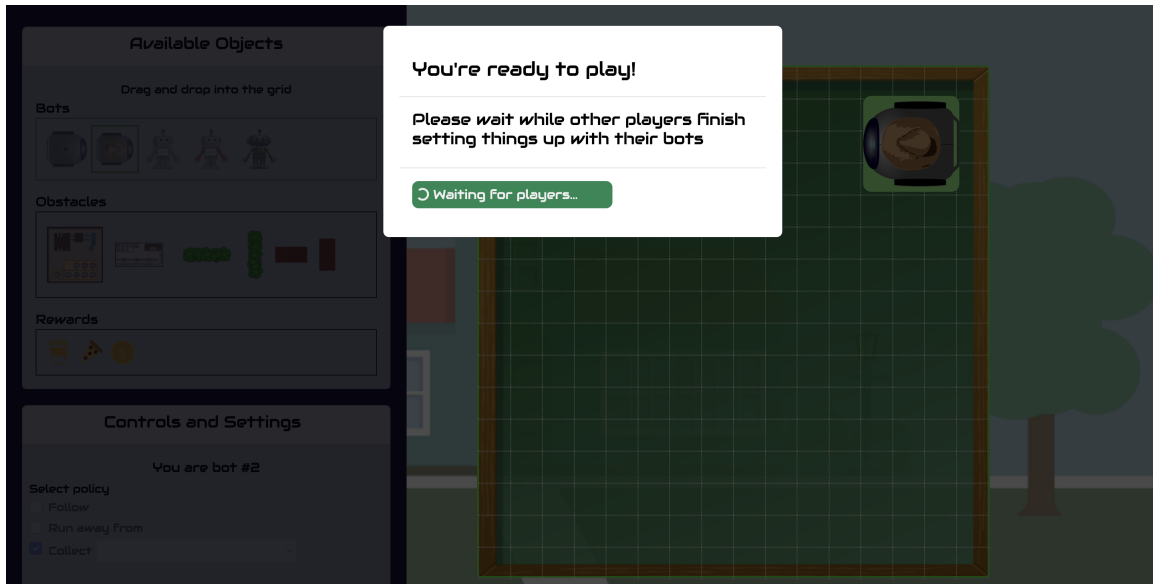 Available Objects
Drag and drop into the grid
Bots
Obstacles
Rewards
Controls and Settings
You are bot #2
Select policy
Follow
Run away from
Collect
You're ready to play!
Please wait while other players finish
setting things up with their bots
Waiting for players...